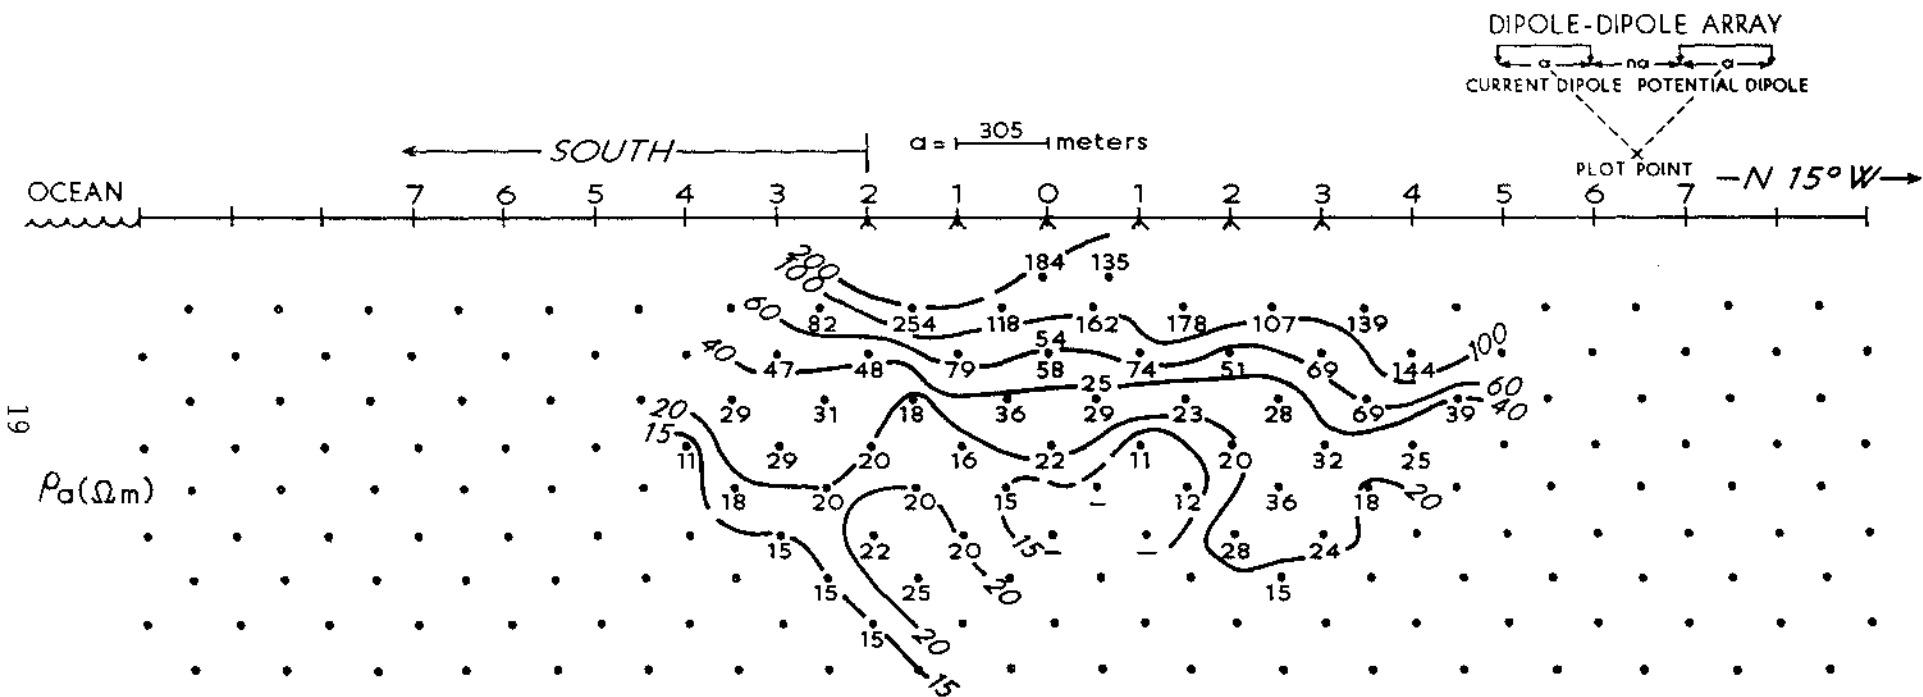 DIPOLE-DIPOLE ARRAY
a na a
CURRENT DIPOLE POTENTIAL DIPOLE
PLOT POINT
SOUTH a = 305 meters
OCEAN 7 6 5 4 3 2 1 0 1 2 3 4 5 6 7 -N 15° W
200 184 135
100
60 82 254 118 162 178 107 139
54
40 47 48 79 58 74 51 69 144 100
25
20 29 31 18 36 29 23 28 69 39 60
40
15 11 29 20 16 22 11 20 32 25
ρa(Ωm) 18 20 20 15 – 12 36 18 20
15 22 20 15 – – 28 24
15 25 20 15
15 20
15
19